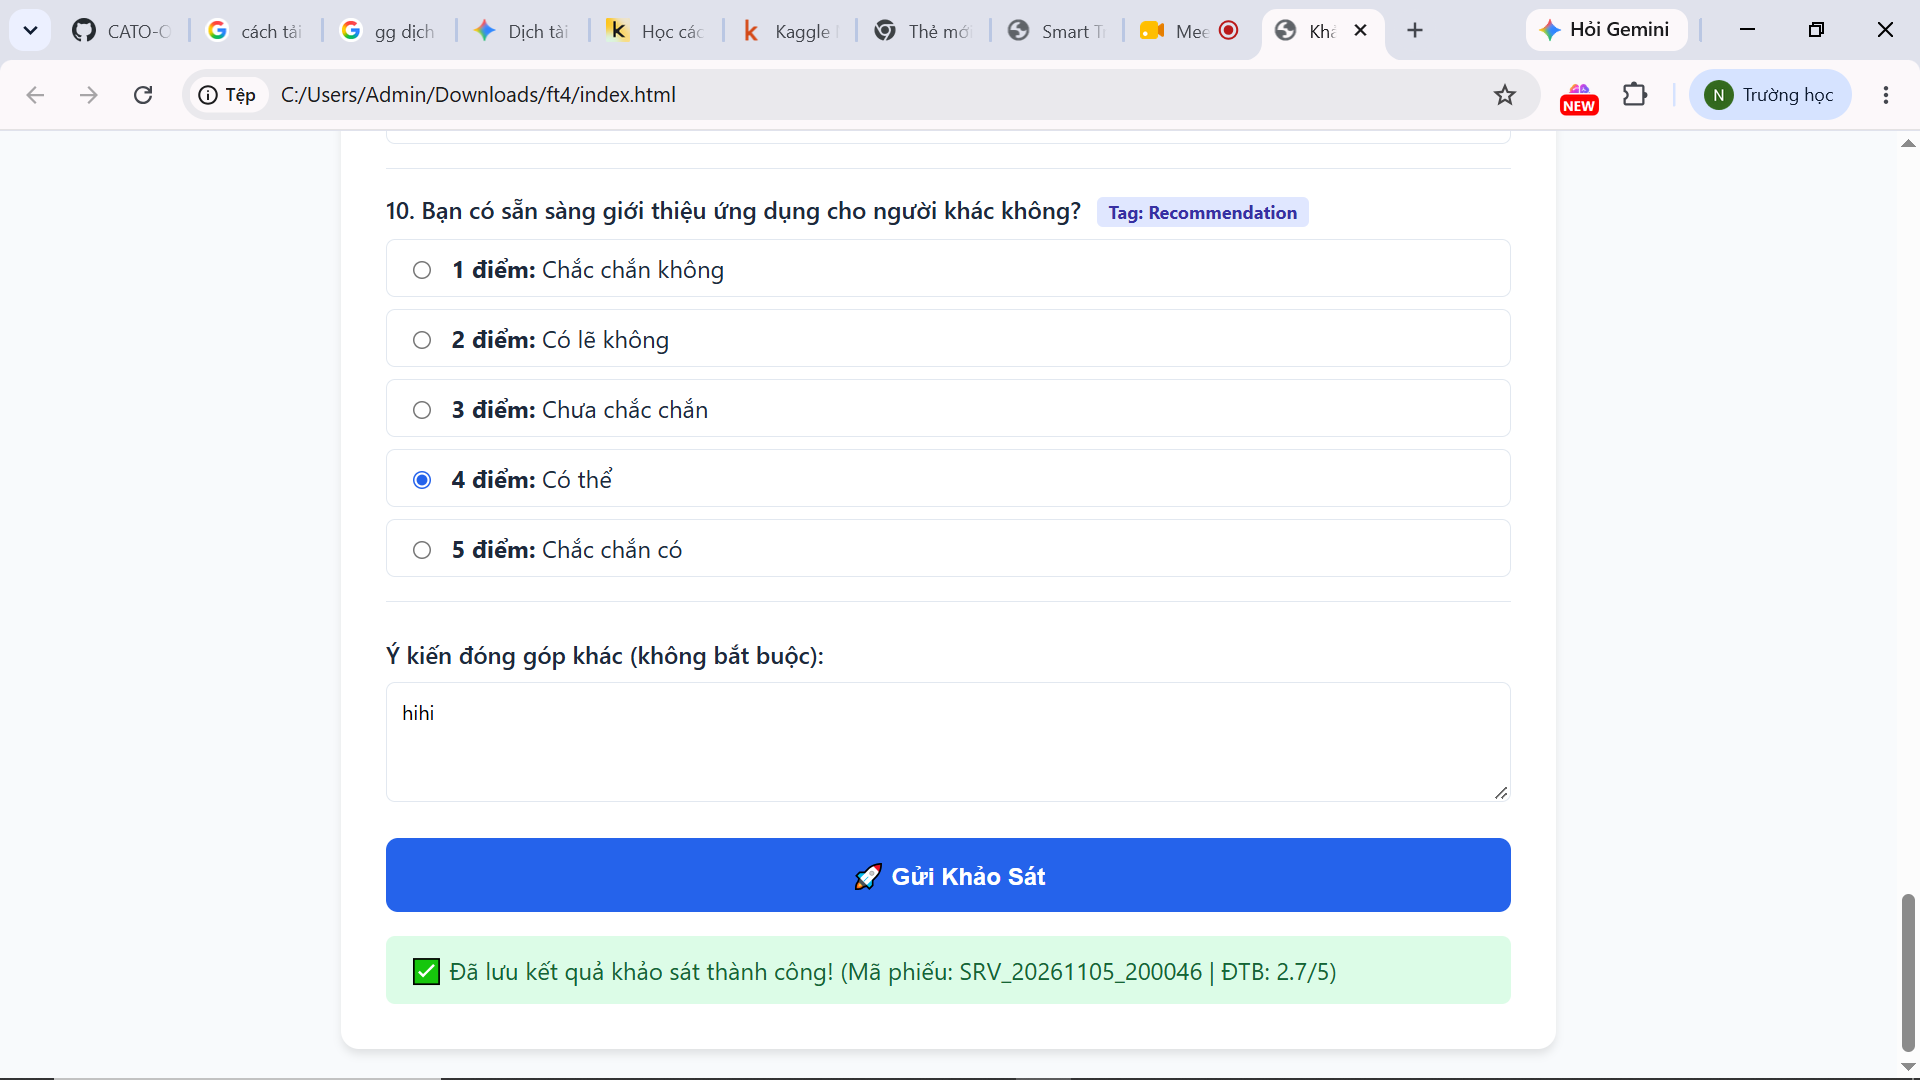 CATO-O
cách tải
gg dịch
Dịch tài
Học các
Kaggle
Thẻ mới
Smart T
Mee
Khả
Hỏi Gemini
Tệp
C:/Users/Admin/Downloads/ft4/index.html
NEW
N
Trường học
10. Bạn có sẵn sàng giới thiệu ứng dụng cho người khác không?
Tag: Recommendation
1 điểm: Chắc chắn không
2 điểm: Có lẽ không
3 điểm: Chưa chắc chắn
4 điểm: Có thể
5 điểm: Chắc chắn có
Ý kiến đóng góp khác (không bắt buộc):
hihi
🚀 Gửi Khảo Sát
✅ Đã lưu kết quả khảo sát thành công! (Mã phiếu: SRV_20261105_200046 | ĐTB: 2.7/5)